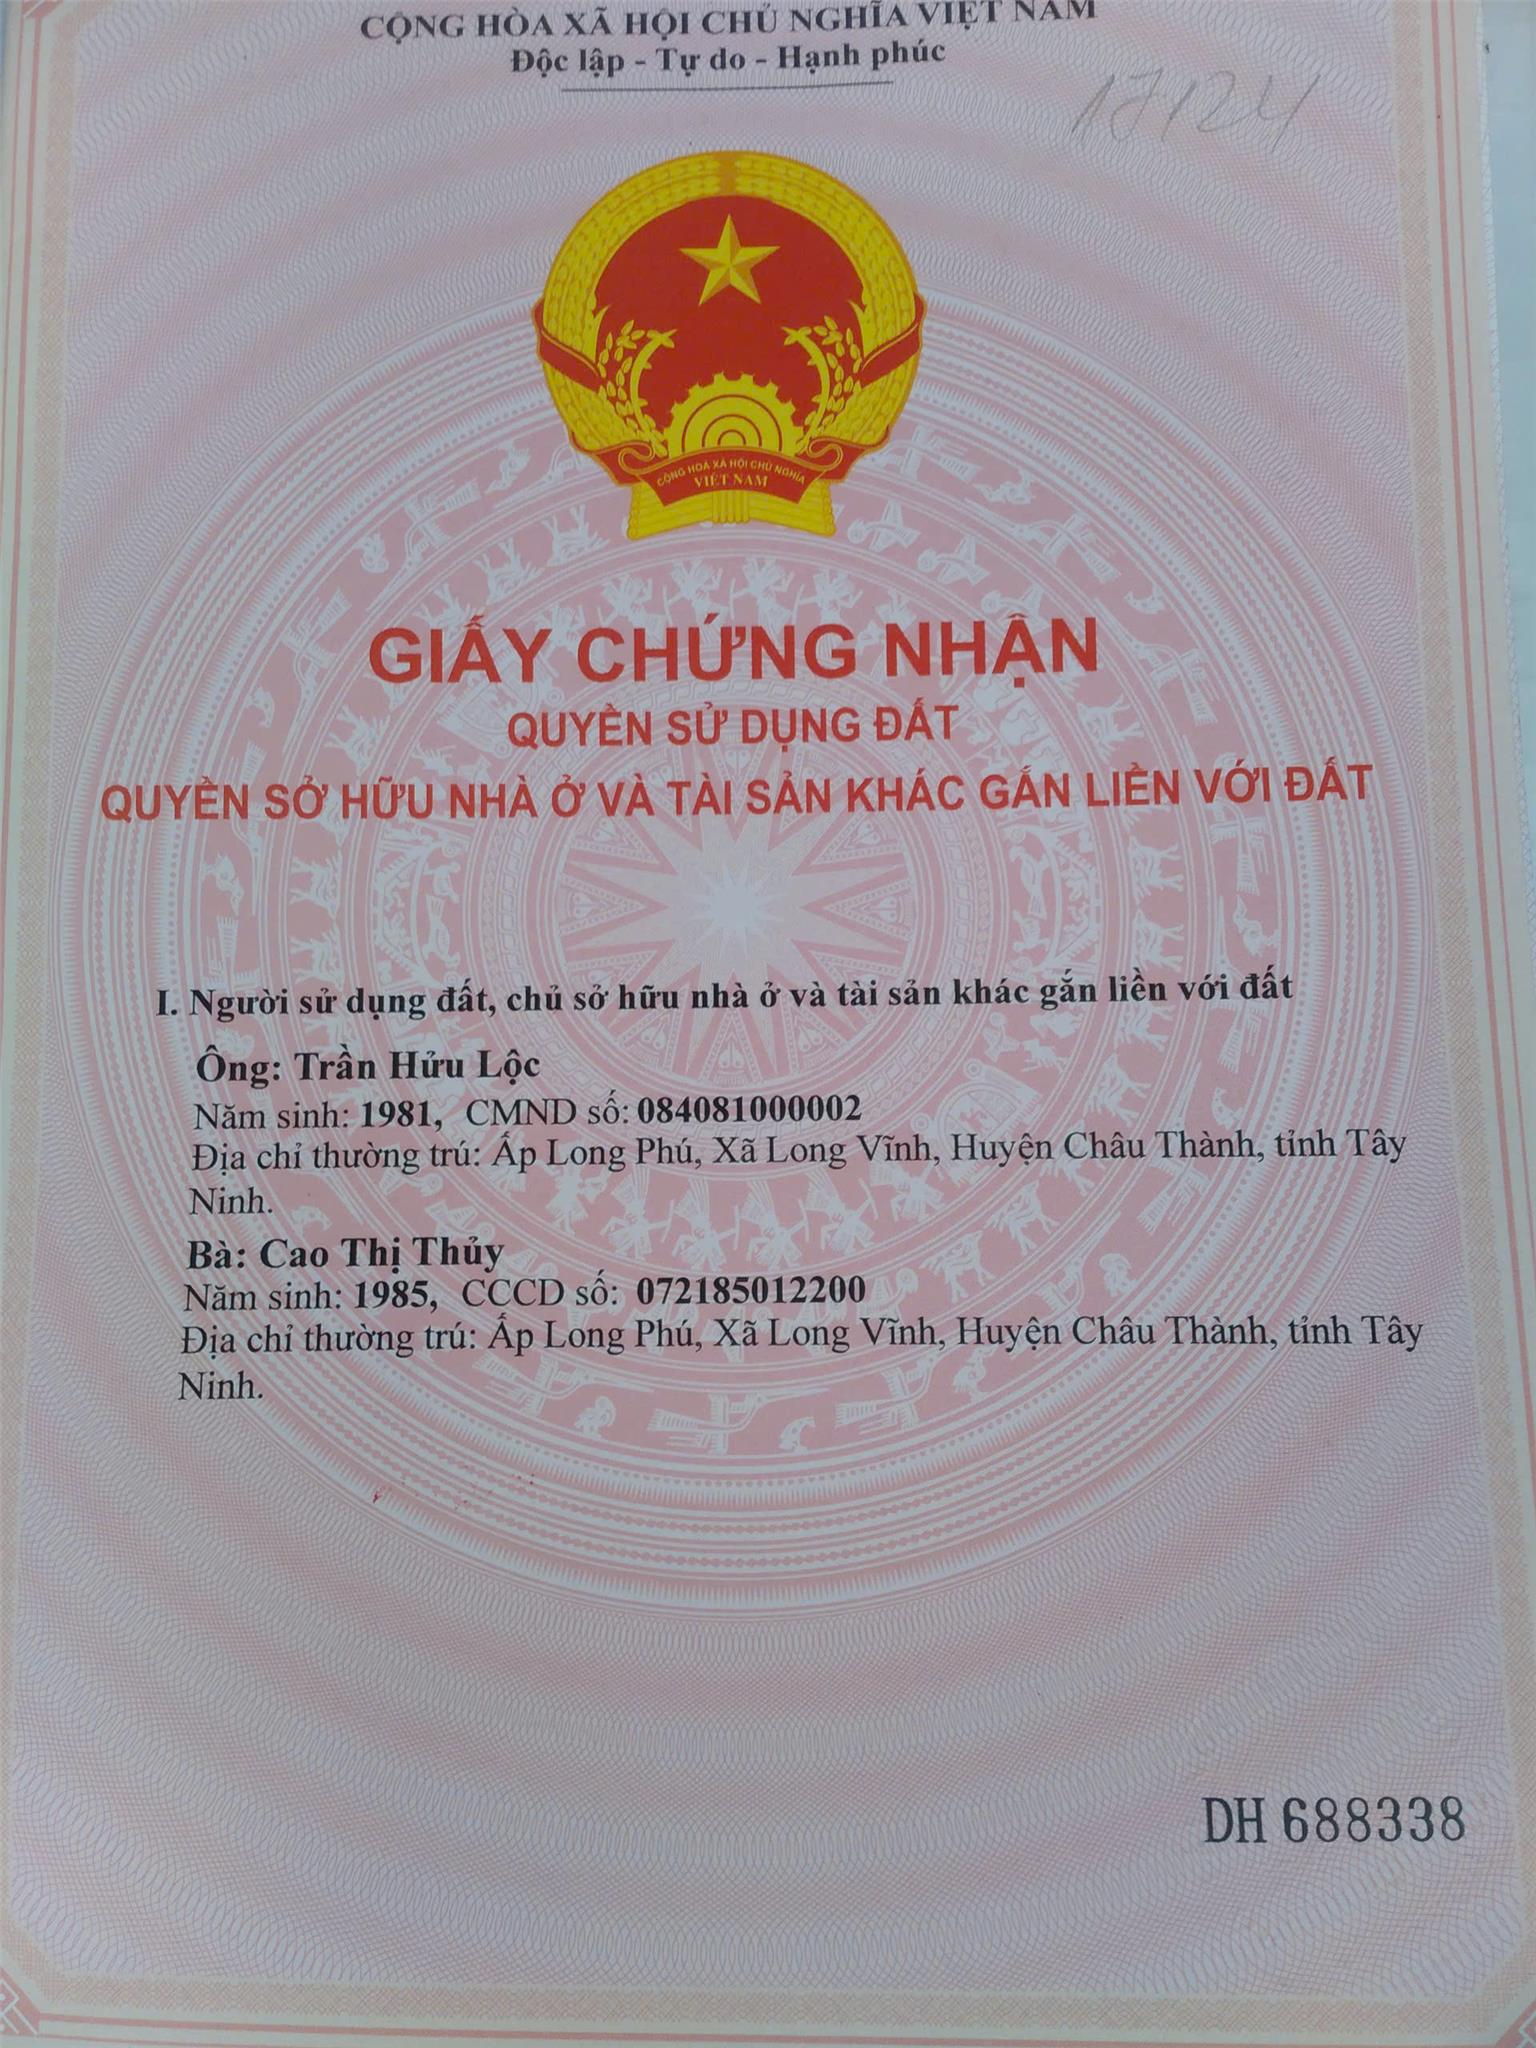 CỘNG HÒA XÃ HỘI CHỦ NGHĨA VIỆT NAM
Độc lập - Tự do - Hạnh phúc
17124
CỘNG HÒA XÃ HỘI CHỦ NGHĨA
VIỆT NAM
GIẤY CHỨNG NHẬN
QUYỀN SỬ DỤNG ĐẤT
QUYỀN SỞ HỮU NHÀ Ở VÀ TÀI SẢN KHÁC GẮN LIỀN VỚI ĐẤT
I. Người sử dụng đất, chủ sở hữu nhà ở và tài sản khác gắn liền với đất
Ông: Trần Hửu Lộc
Năm sinh: 1981, CMND số: 084081000002
Địa chỉ thường trú: Ấp Long Phú, Xã Long Vĩnh, Huyện Châu Thành, tỉnh Tây
Ninh.
Bà: Cao Thị Thủy
Năm sinh: 1985, CCCD số: 072185012200
Địa chỉ thường trú: Ấp Long Phú, Xã Long Vĩnh, Huyện Châu Thành, tỉnh Tây
Ninh.
DH 688338